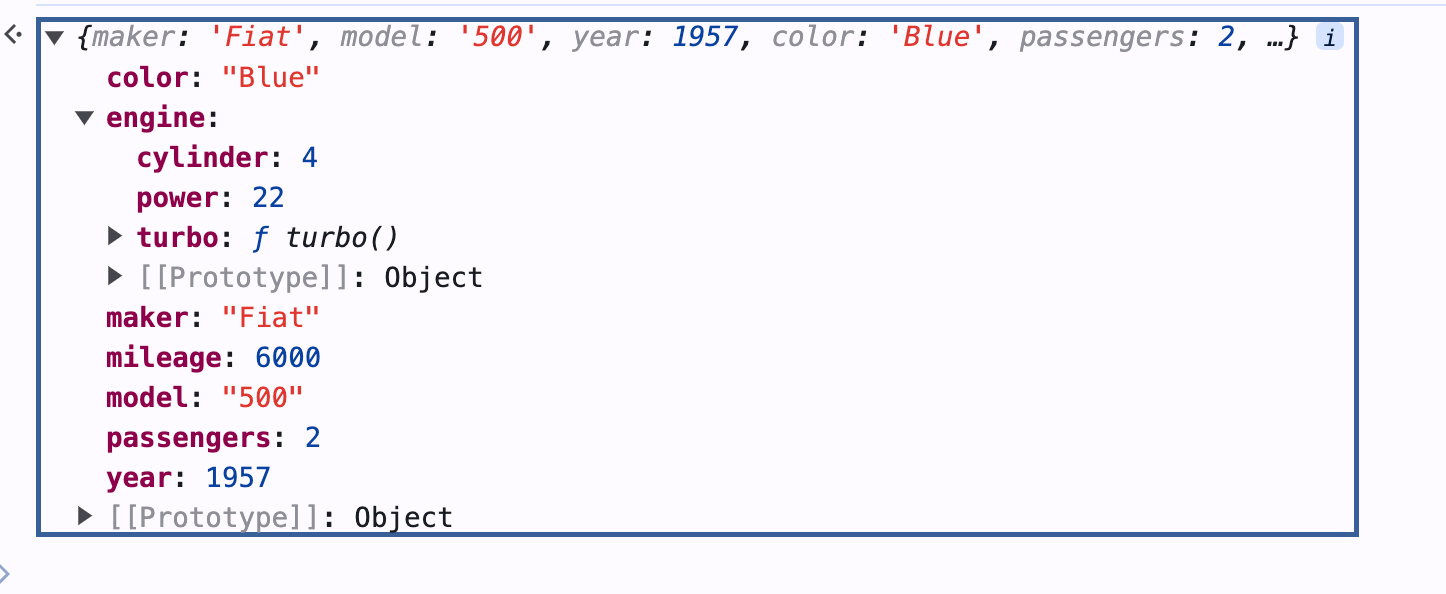 {maker: 'Fiat', model: '500', year: 1957, color: 'Blue', passengers: 2, …} i
color: "Blue"
engine:
cylinder: 4
power: 22
turbo: ƒ turbo()
[[Prototype]]: Object
maker: "Fiat"
mileage: 6000
model: "500"
passengers: 2
year: 1957
[[Prototype]]: Object